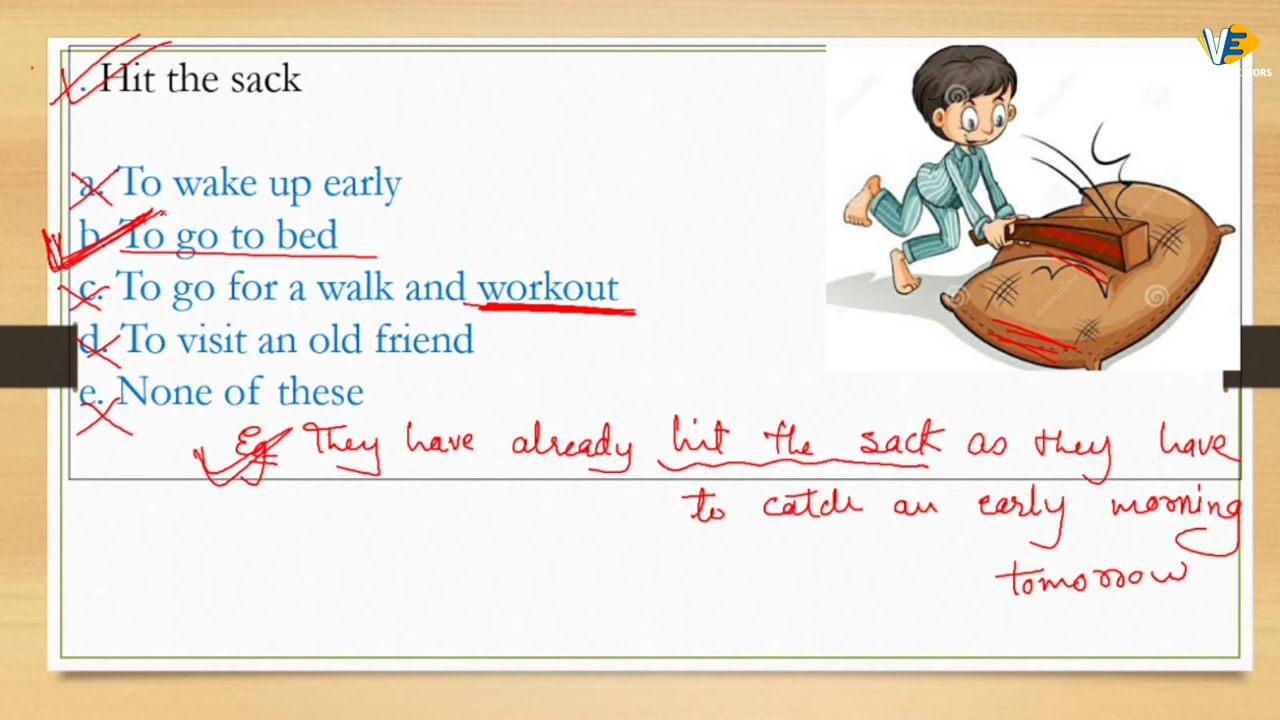 . Hit the sack
a. To wake up early
b. To go to bed
c. To go for a walk and workout
d. To visit an old friend
e. None of these
Eg They have already hit the sack as they have
to catch an early morning
tomorrow
VE